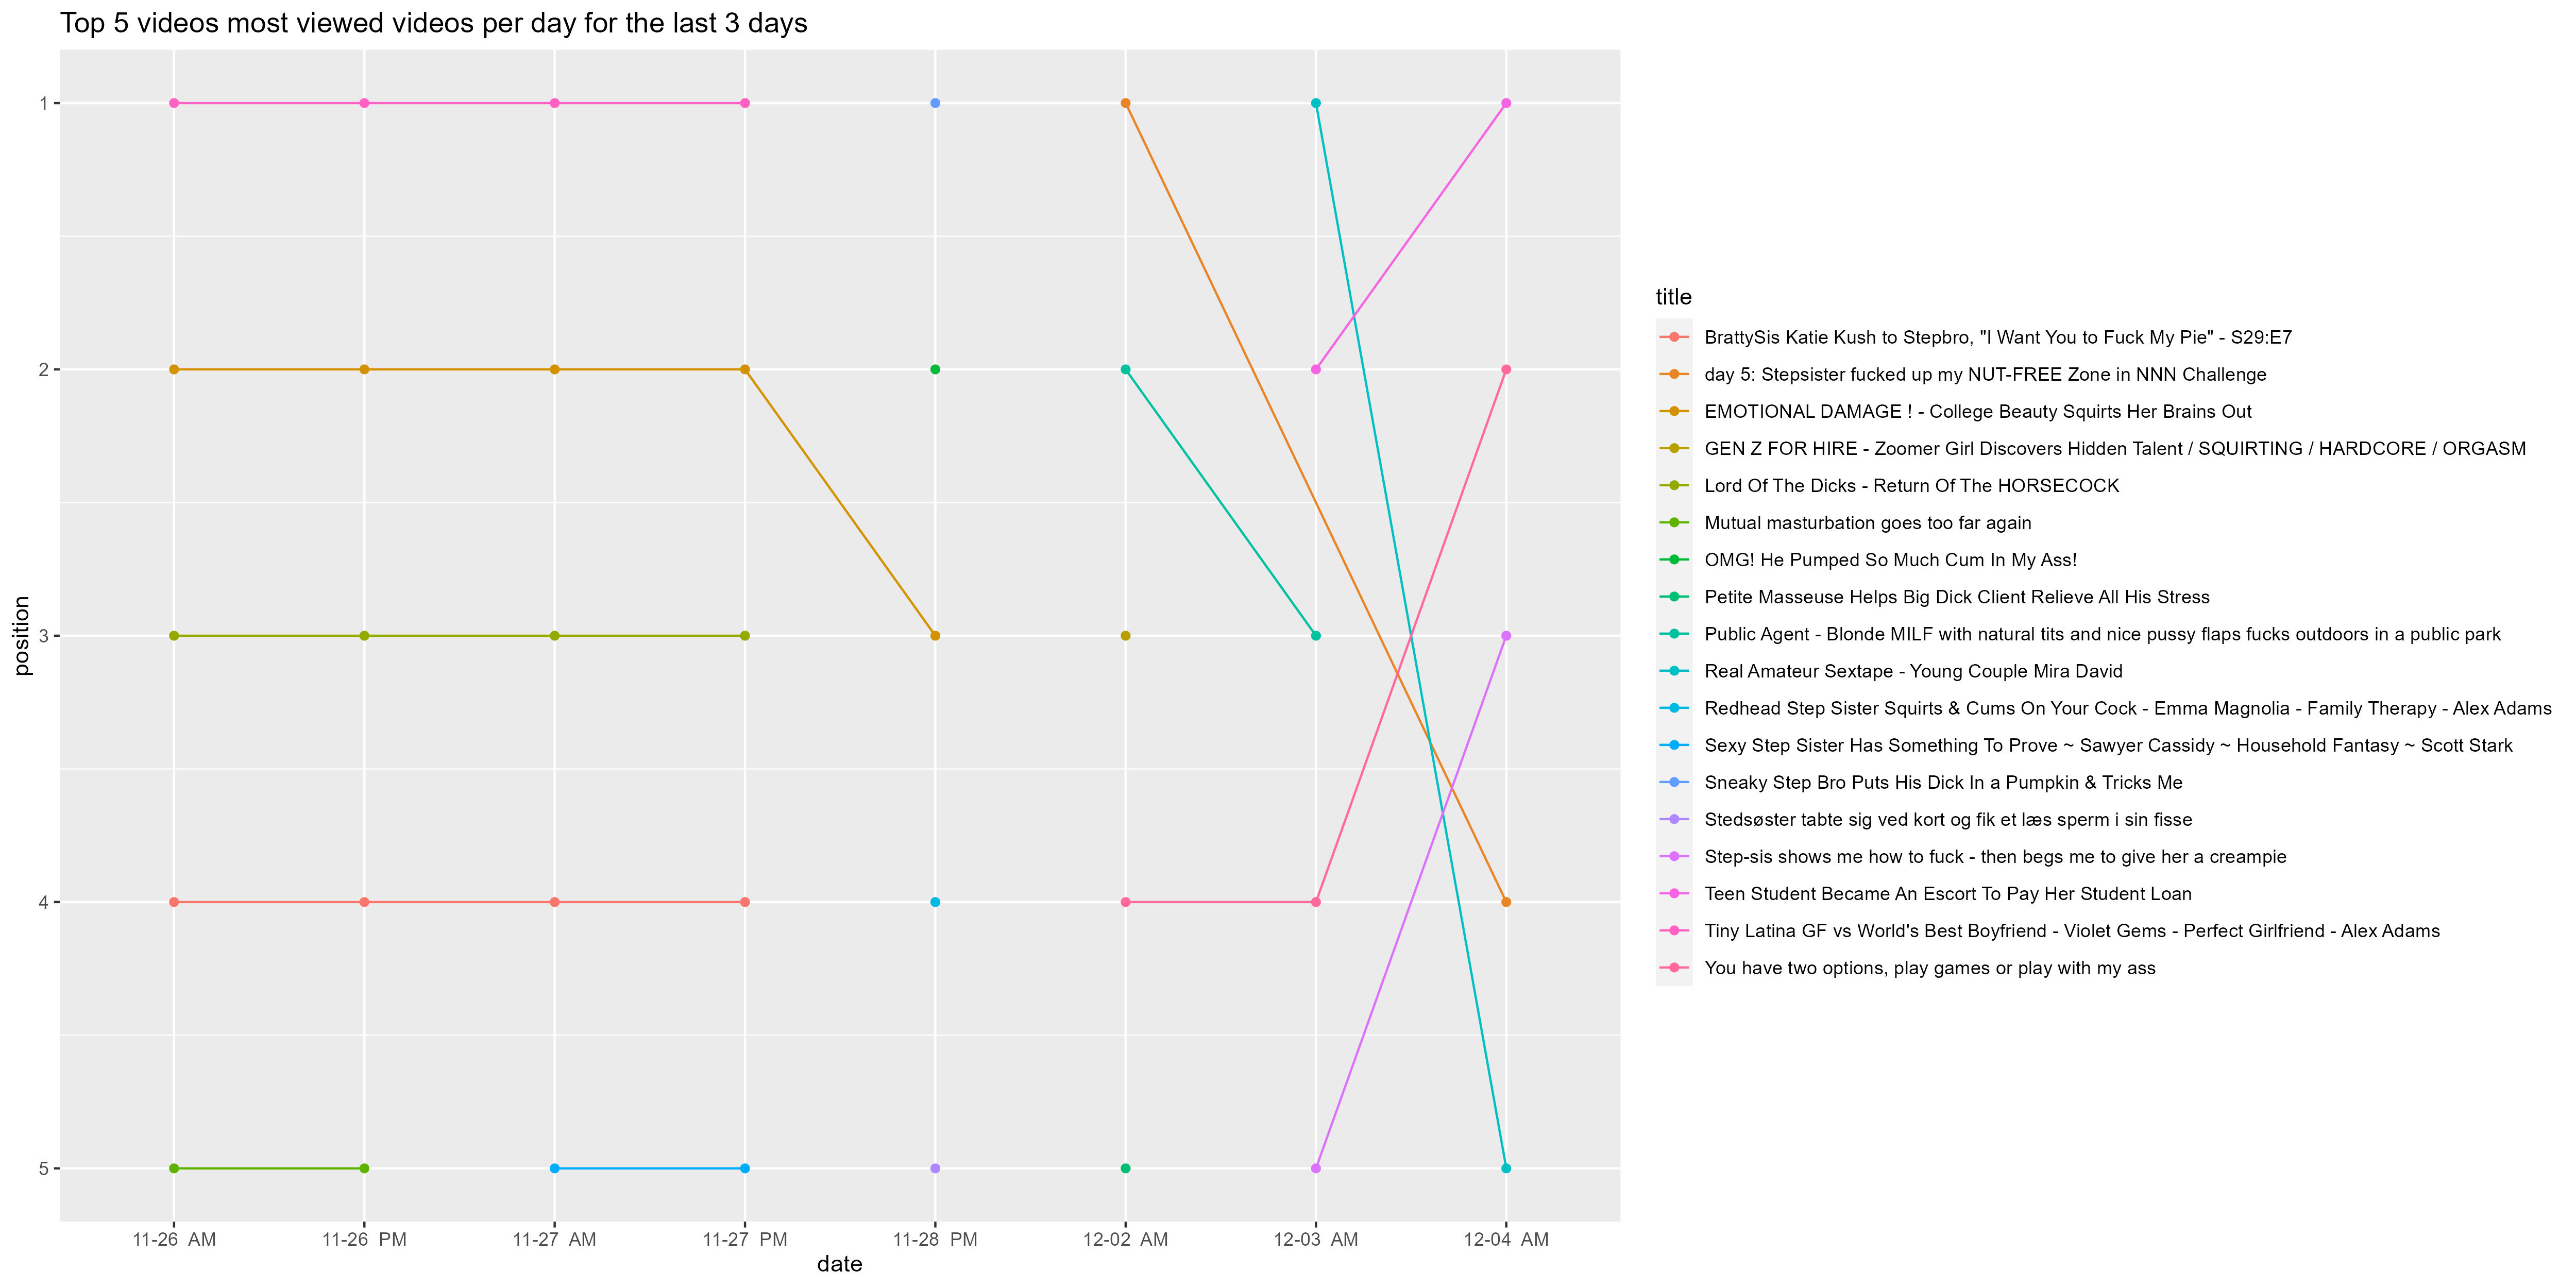 Top 5 videos most viewed videos per day for the last 3 days
1
2
3
4
5
position
11-26 AM
11-26 PM
11-27 AM
11-27 PM
11-28 PM
12-02 AM
12-03 AM
12-04 AM
date
title
BrattySis Katie Kush to Stepbro, "I Want You to Fuck My Pie" - S29:E7
day 5: Stepsister fucked up my NUT-FREE Zone in NNN Challenge
EMOTIONAL DAMAGE ! - College Beauty Squirts Her Brains Out
GEN Z FOR HIRE - Zoomer Girl Discovers Hidden Talent / SQUIRTING / HARDCORE / ORGASM
Lord Of The Dicks - Return Of The HORSECOCK
Mutual masturbation goes too far again
OMG! He Pumped So Much Cum In My Ass!
Petite Masseuse Helps Big Dick Client Relieve All His Stress
Public Agent - Blonde MILF with natural tits and nice pussy flaps fucks outdoors in a public park
Real Amateur Sextape - Young Couple Mira David
Redhead Step Sister Squirts & Cums On Your Cock - Emma Magnolia - Family Therapy - Alex Adams
Sexy Step Sister Has Something To Prove ~ Sawyer Cassidy ~ Household Fantasy ~ Scott Stark
Sneaky Step Bro Puts His Dick In a Pumpkin & Tricks Me
Stedsøster tabte sig ved kort og fik et læs sperm i sin fisse
Step-sis shows me how to fuck - then begs me to give her a creampie
Teen Student Became An Escort To Pay Her Student Loan
Tiny Latina GF vs World's Best Boyfriend - Violet Gems - Perfect Girlfriend - Alex Adams
You have two options, play games or play with my ass